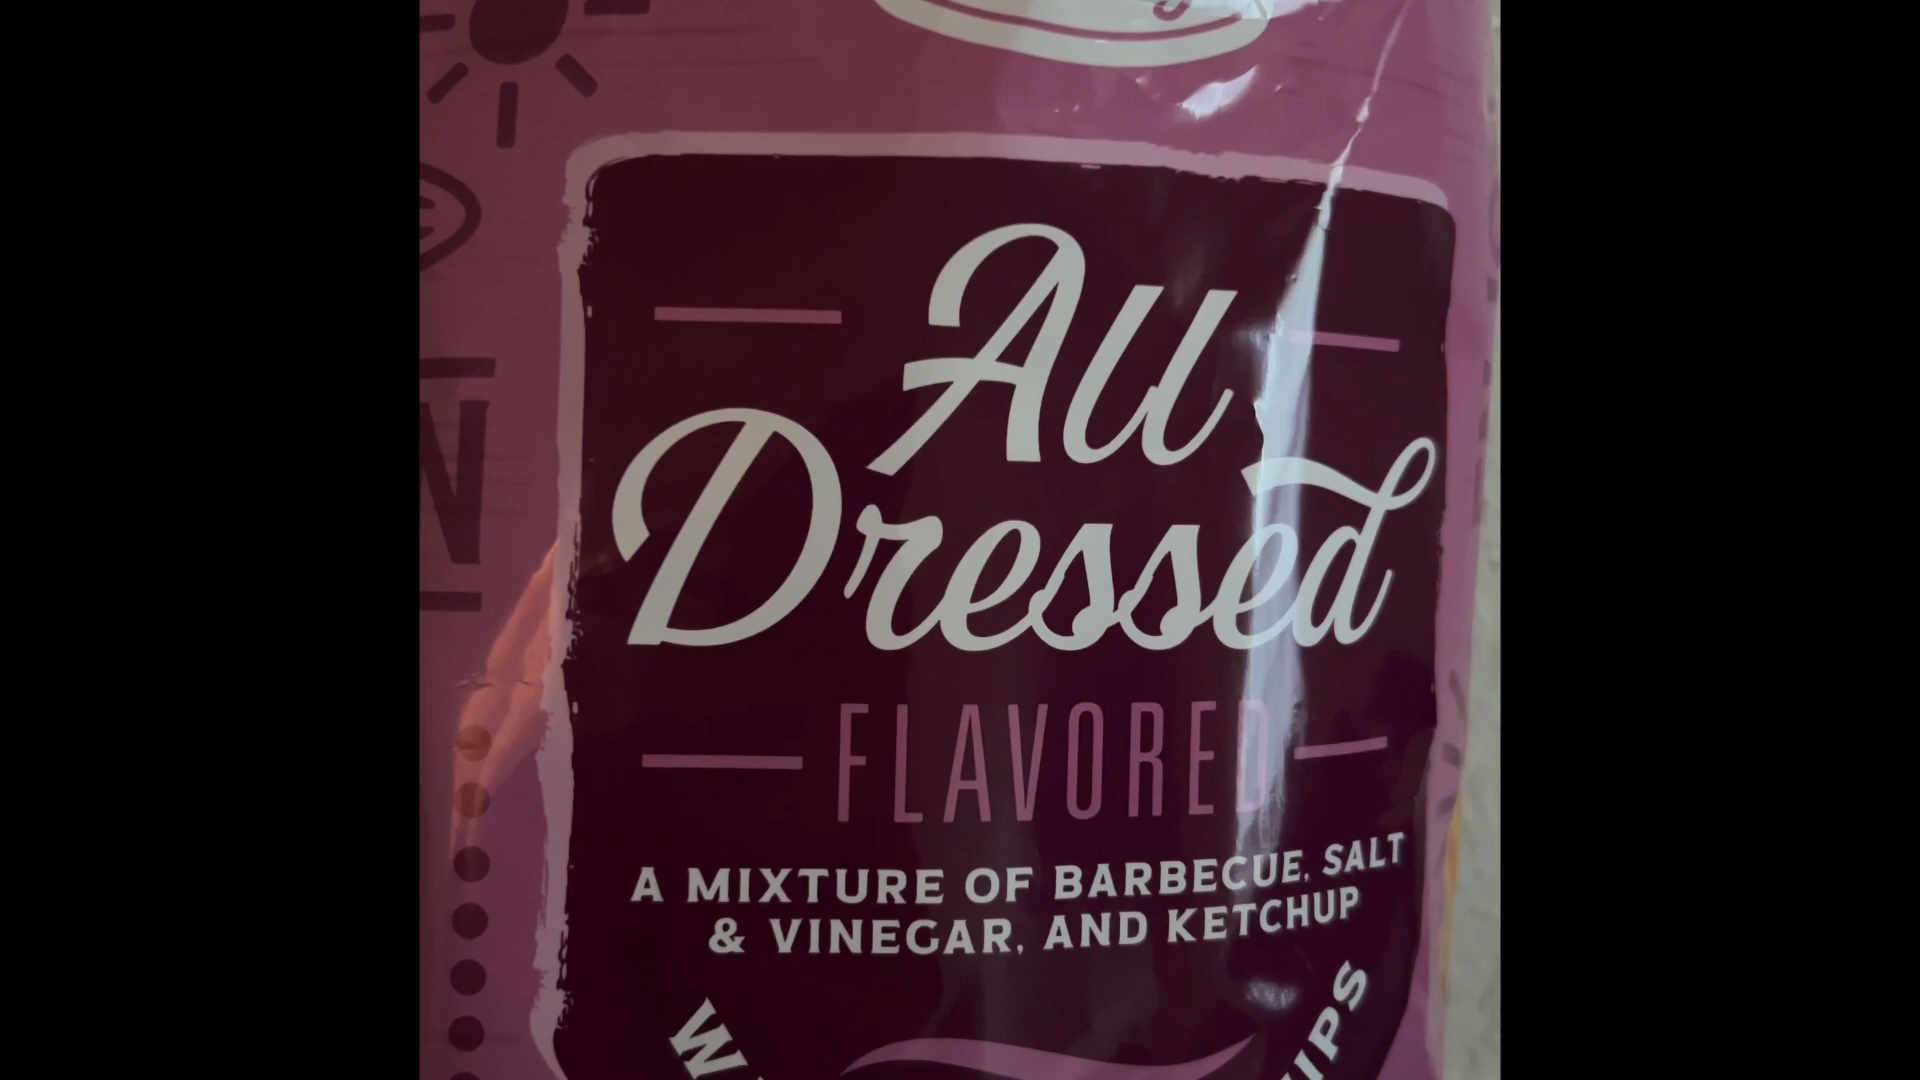 All
Dressed
FLAVORED
A MIXTURE OF BARBECUE, SALT
& VINEGAR, AND KETCHUP